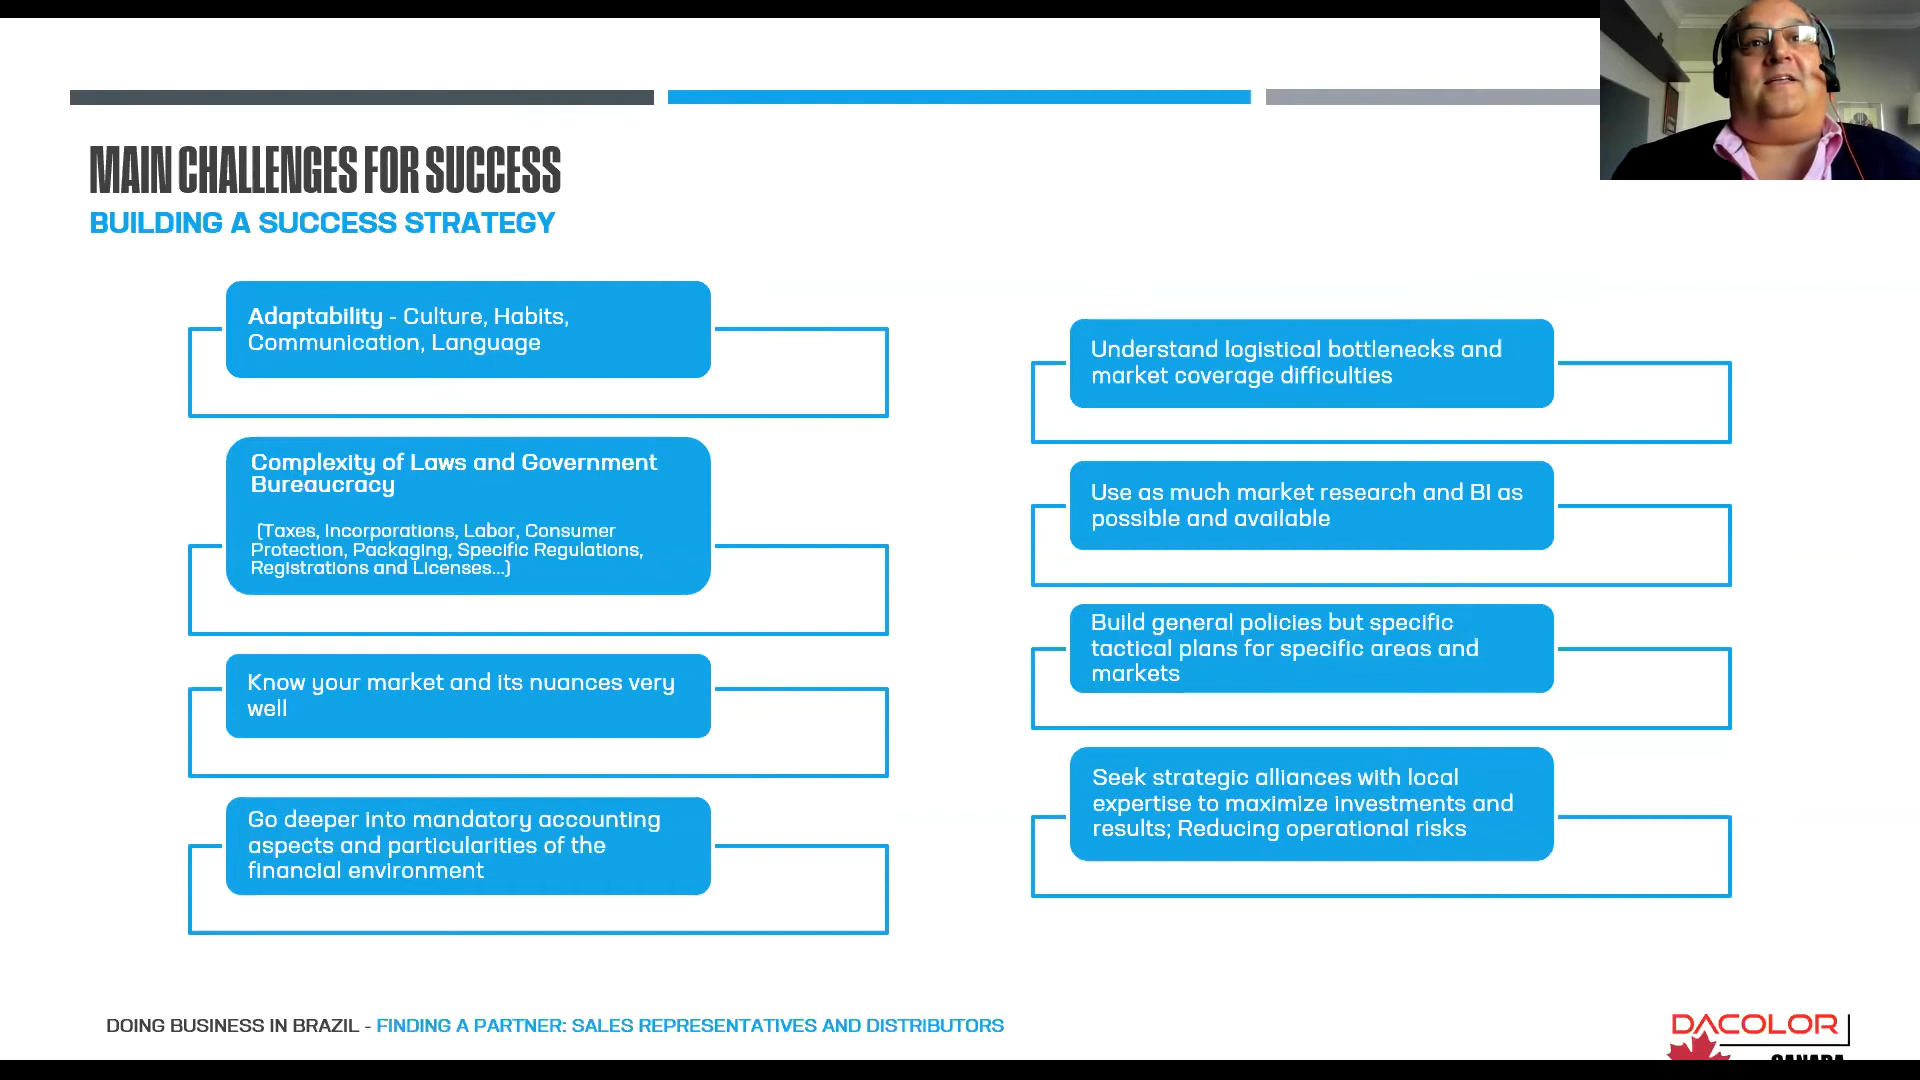 MAIN CHALLENGES FOR SUCCESS
BUILDING A SUCCESS STRATEGY
Adaptability - Culture, Habits,
Communication, Language
Complexity of Laws and Government
Bureaucracy
(Taxes, Incorporations, Labor, Consumer
Protection, Packaging, Specific Regulations,
Registrations and Licenses...)
Know your market and its nuances very
well
Go deeper into mandatory accounting
aspects and particularities of the
financial environment
Understand logistical bottlenecks and
market coverage difficulties
Use as much market research and BI as
possible and available
Build general policies but specific
tactical plans for specific areas and
markets
Seek strategic alliances with local
expertise to maximize investments and
results; Reducing operational risks
DOING BUSINESS IN BRAZIL - FINDING A PARTNER: SALES REPRESENTATIVES AND DISTRIBUTORS
DACOLOR
CANADA